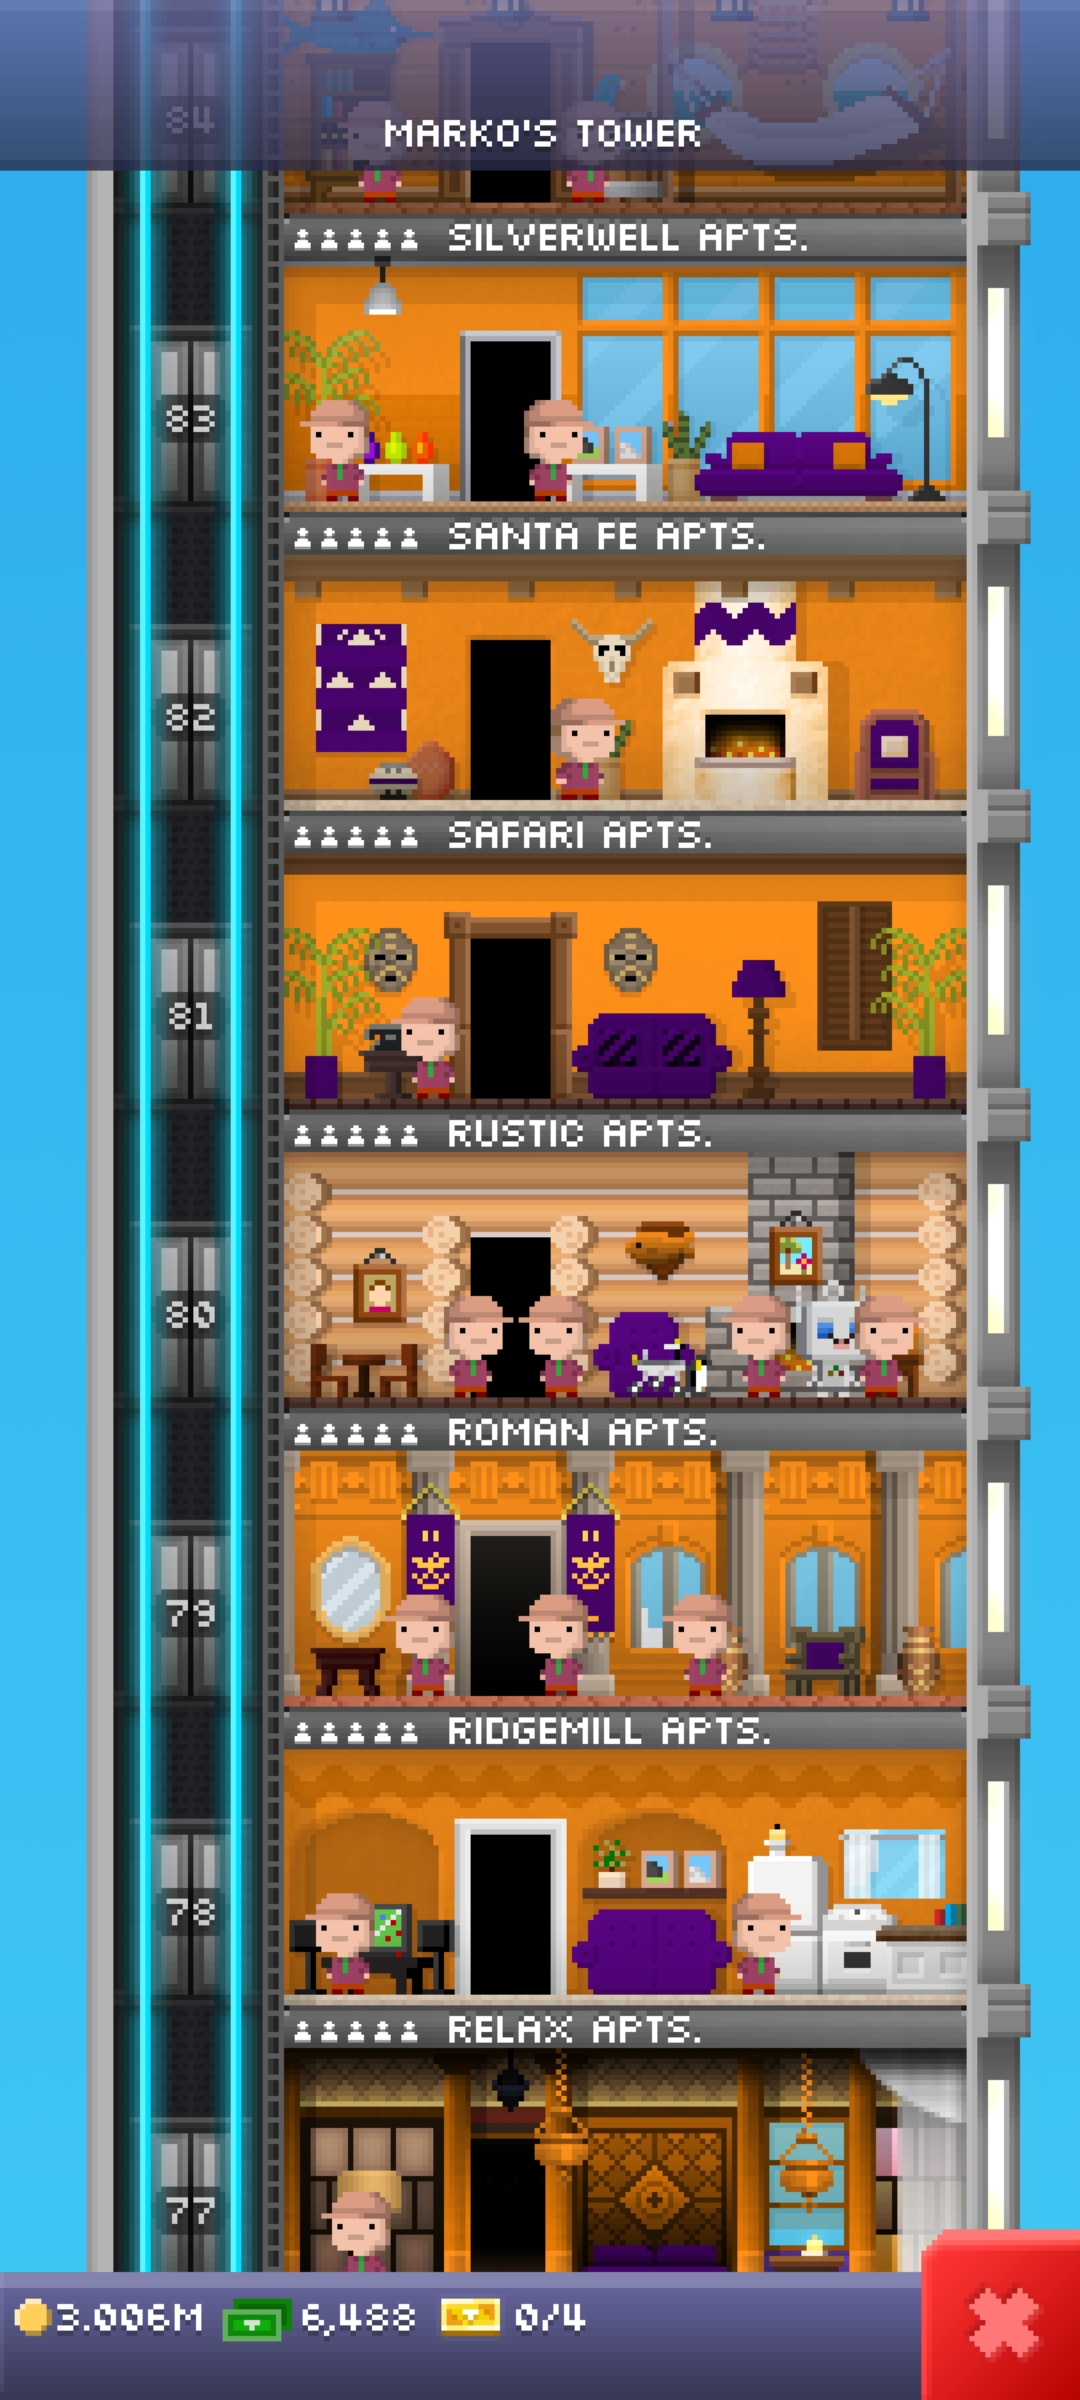 84
MARKO'S TOWER
SILVERWELL APTS.
83
SANTA FE APTS.
82
SAFARI APTS.
81
RUSTIC APTS.
80
ROMAN APTS.
79
RIDGEMILL APTS.
78
RELAX APTS.
77
3.006M 6,488 0/4